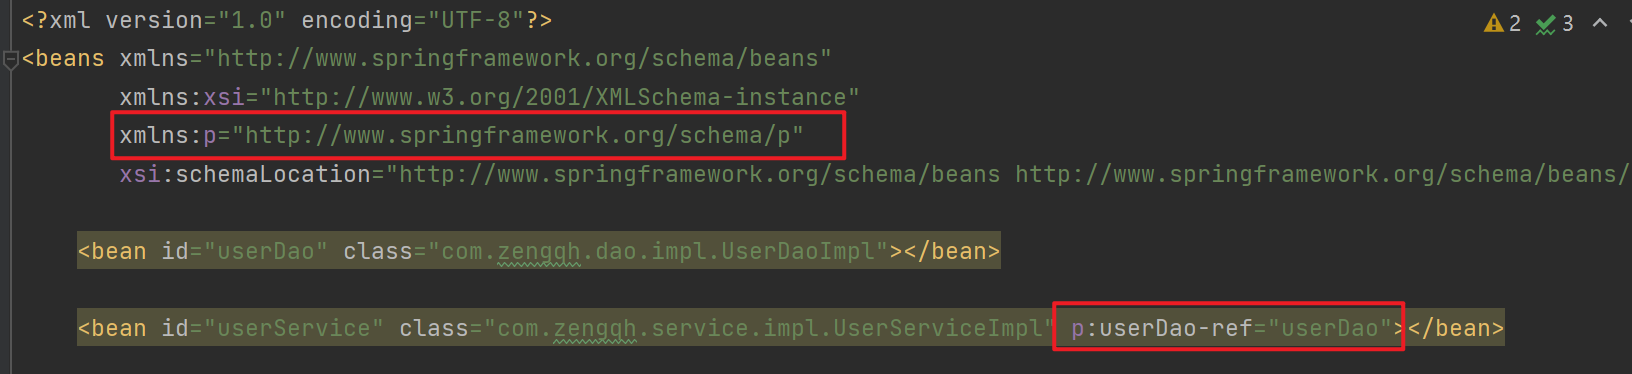 <?xml version="1.0" encoding="UTF-8"?>
2 3
<beans xmlns="http://www.springframework.org/schema/beans"
xmlns:xsi="http://www.w3.org/2001/XMLSchema-instance"
xmlns:p="http://www.springframework.org/schema/p"
xsi:schemaLocation="http://www.springframework.org/schema/beans http://www.springframework.org/schema/beans/
<bean id="userDao" class="com.zengqh.dao.impl.UserDaoImpl"></bean>
<bean id="userService" class="com.zengqh.service.impl.UserServiceImpl" p:userDao-ref="userDao"></bean>